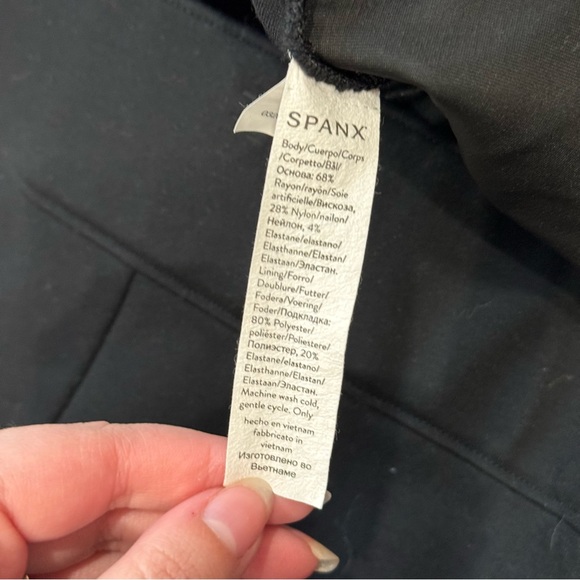 SPANX
Body/Cuerpo/Corps
/Corpetto/Bål/
Основа: 68%
Rayon/rayón/Soie
artificielle/Вискоза,
28% Nylon/nailon/
Нейлон, 4%
Elastane/elastano/
Elasthanne/Elastan/
Elastaan/Эластан.
Lining/Forro/
Doublure/Futter/
Fodera/Voering/
Foder/Подкладка:
80% Polyester/
poliéster/Poliestere/
Полиэстер, 20%
Elastane/elastano/
Elasthanne/Elastan/
Elastaan/Эластан.
Machine wash cold,
gentle cycle. Only
hecho en vietnam
fabbricato in
vietnam
Изготовлено во
Вьетнаме